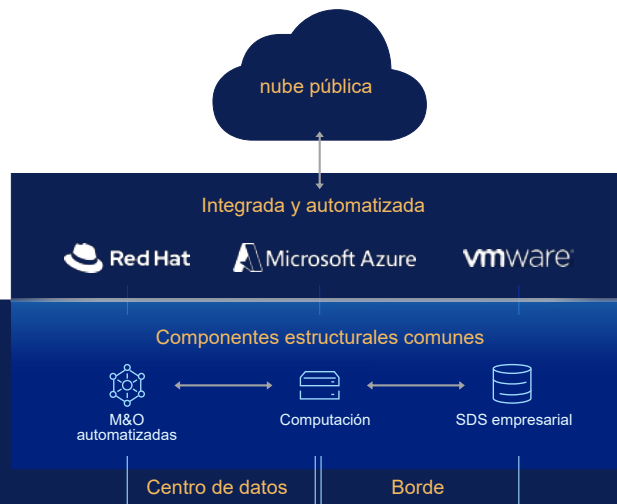 nube pública
Integrada y automatizada
Red Hat
Microsoft Azure
vmware®
Componentes estructurales comunes
M&O
automatizadas
Computación
SDS empresarial
Centro de datos
Borde